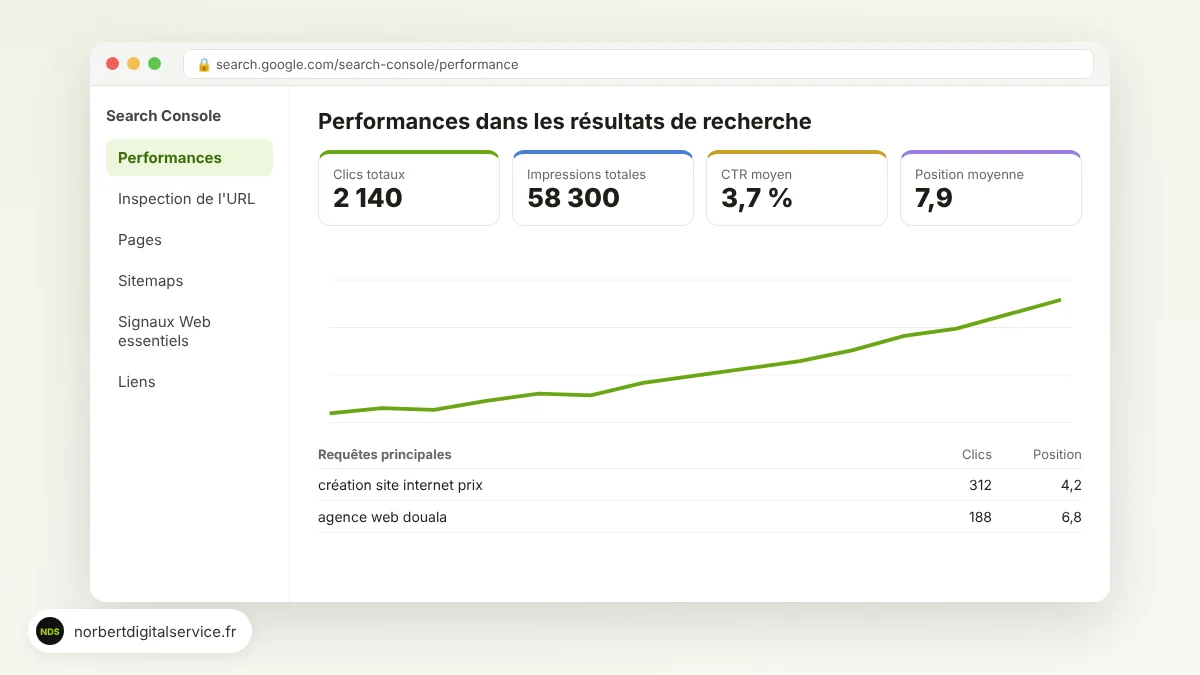 search.google.com/search-console/performance
Search Console
Performances
Inspection de l'URL
Pages
Sitemaps
Signaux Web
essentiels
Liens
Performances dans les résultats de recherche
Clics totaux
2 140
Impressions totales
58 300
CTR moyen
3,7 %
Position moyenne
7,9
Requêtes principales Clics Position
création site internet prix 312 4,2
agence web douala 188 6,8
NDS norbertdigitalservice.fr